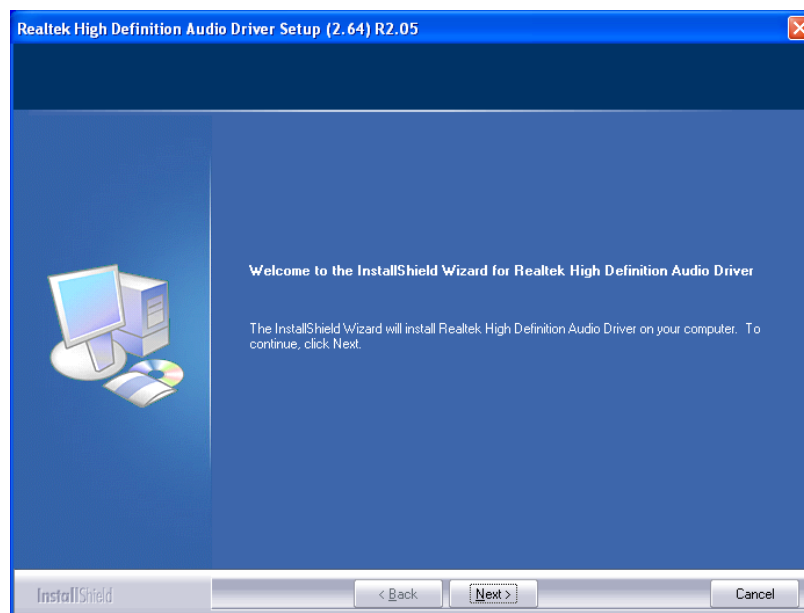 Realtek High Definition Audio Driver Setup (2.64) R2.05
Welcome to the InstallShield Wizard for Realtek High Definition Audio Driver
The InstallShield Wizard will install Realtek High Definition Audio Driver on your computer. To
continue, click Next.
InstallShield
< Back
Next >
Cancel